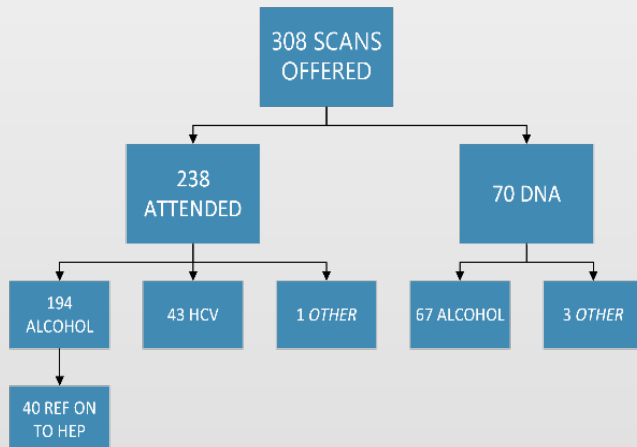 308 SCANS
OFFERED
238
ATTENDED
70 DNA
194
ALCOHOL
43 HCV
1 OTHER
67 ALCOHOL
3 OTHER
40 REF ON
TO HEP